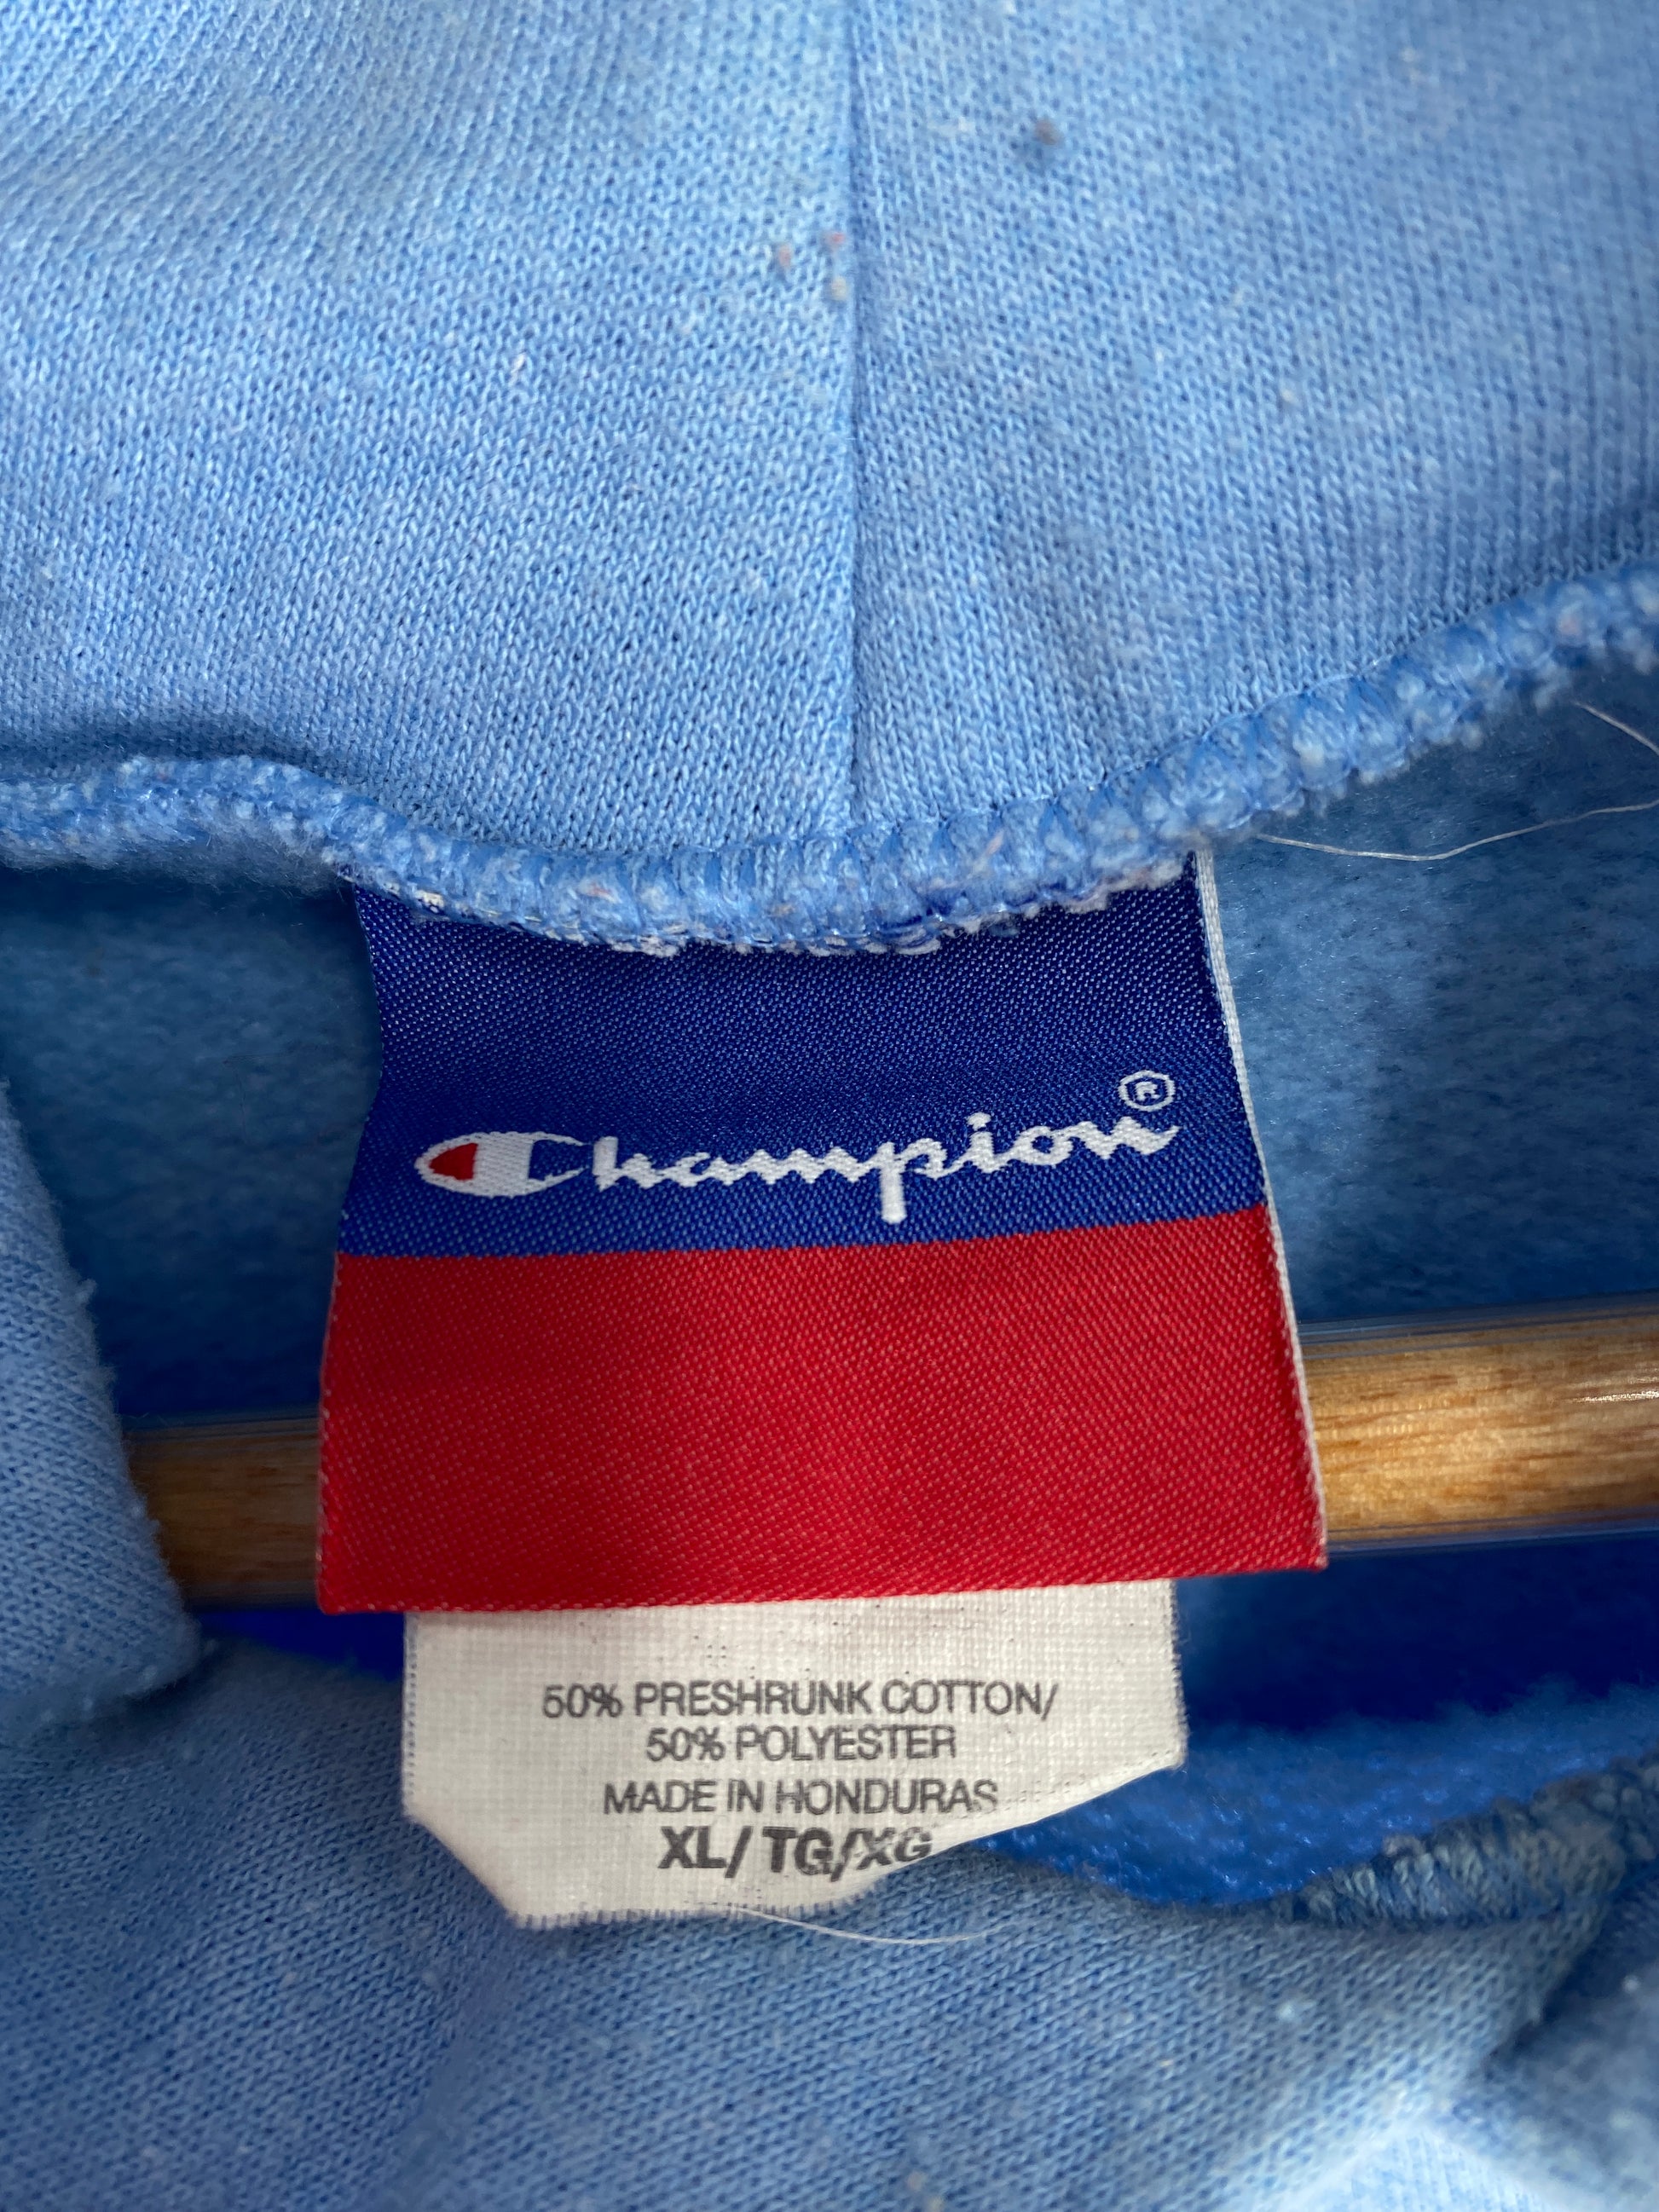 Champion®
50% PRESHRUNK COTTON/
50% POLYESTER
MADE IN HONDURAS
XL/ TG/XG